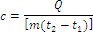 c = Q / [m(t₂ − t₁)]